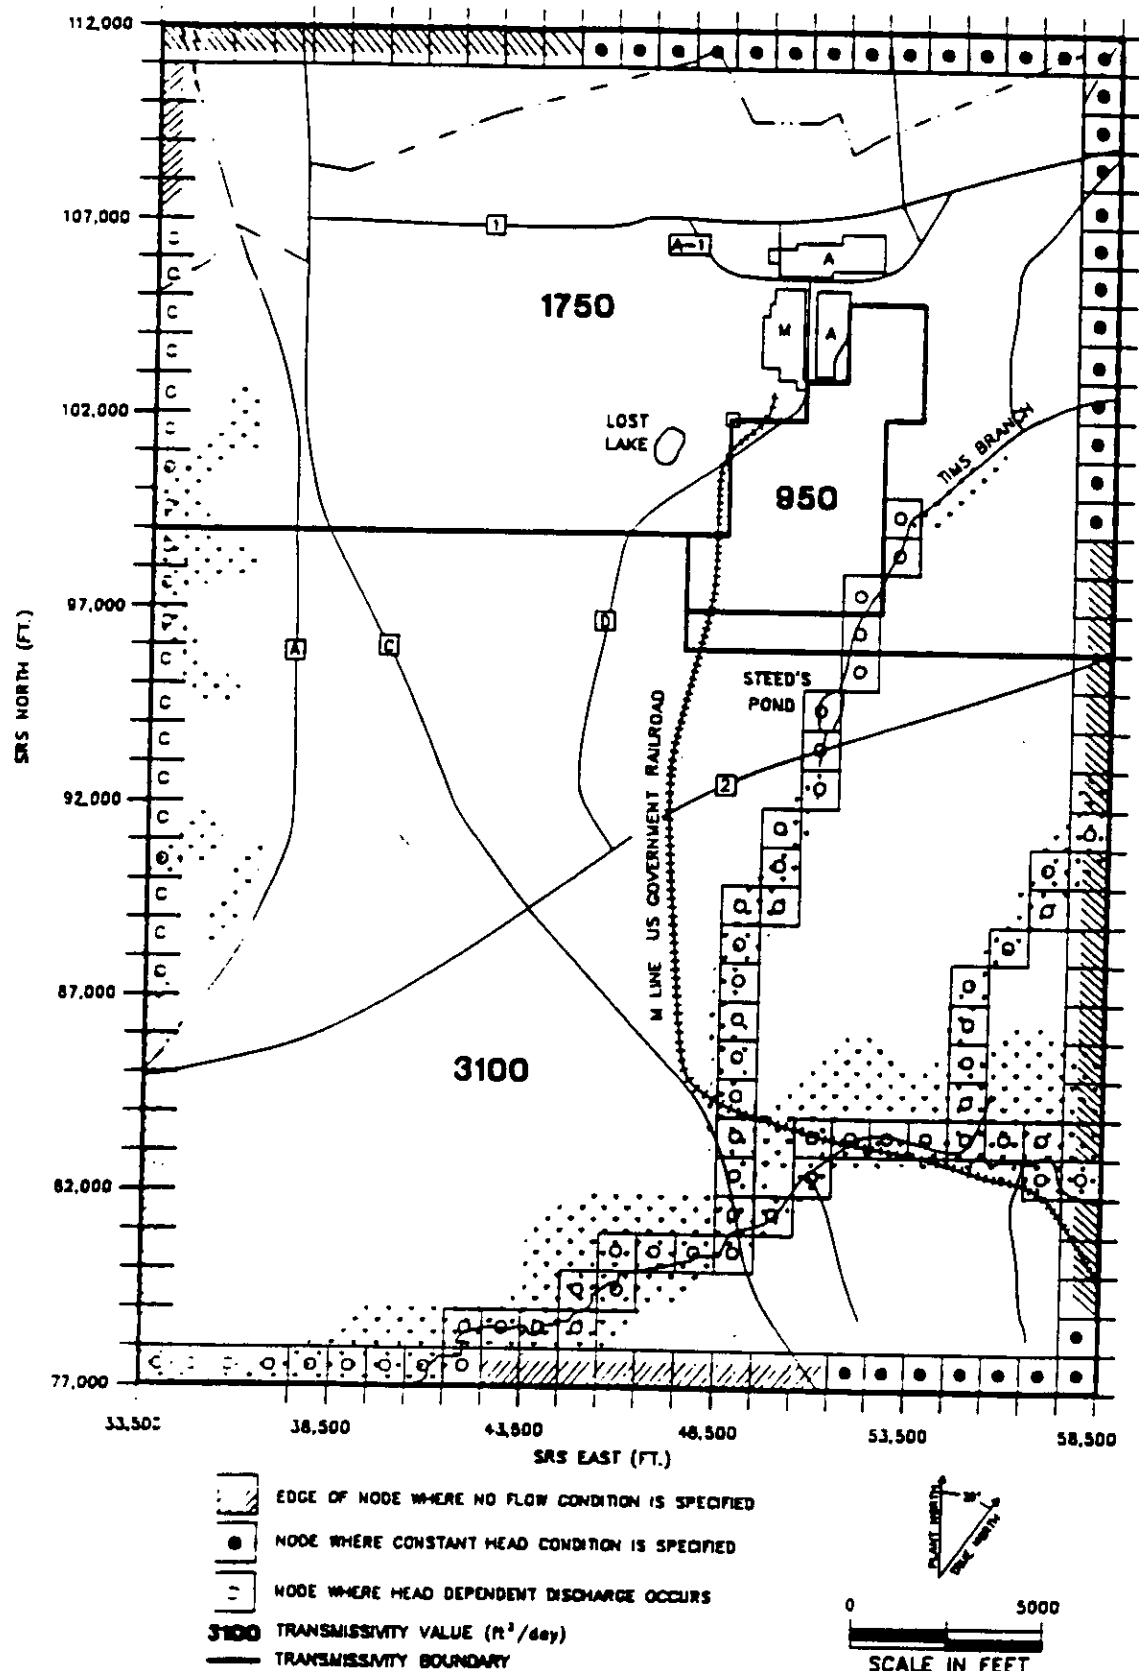 112,000
107,000
102,000
97,000
92,000
87,000
82,000
77,000
SRS NORTH (FT.)
1
A-1
A
M
A
1750
LOST
LAKE
TIMS BRANCH
950
A
C
D
STEED'S
POND
2
M LINE US GOVERNMENT RAILROAD
3100
33,500
38,500
43,500
48,500
53,500
58,500
SRS EAST (FT.)
EDGE OF NODE WHERE NO FLOW CONDITION IS SPECIFIED
NODE WHERE CONSTANT HEAD CONDITION IS SPECIFIED
NODE WHERE HEAD DEPENDENT DISCHARGE OCCURS
3100 TRANSMISSIVITY VALUE (ft²/day)
TRANSMISSIVITY BOUNDARY
PLANT NORTH
TRUE NORTH
0 5000
SCALE IN FEET